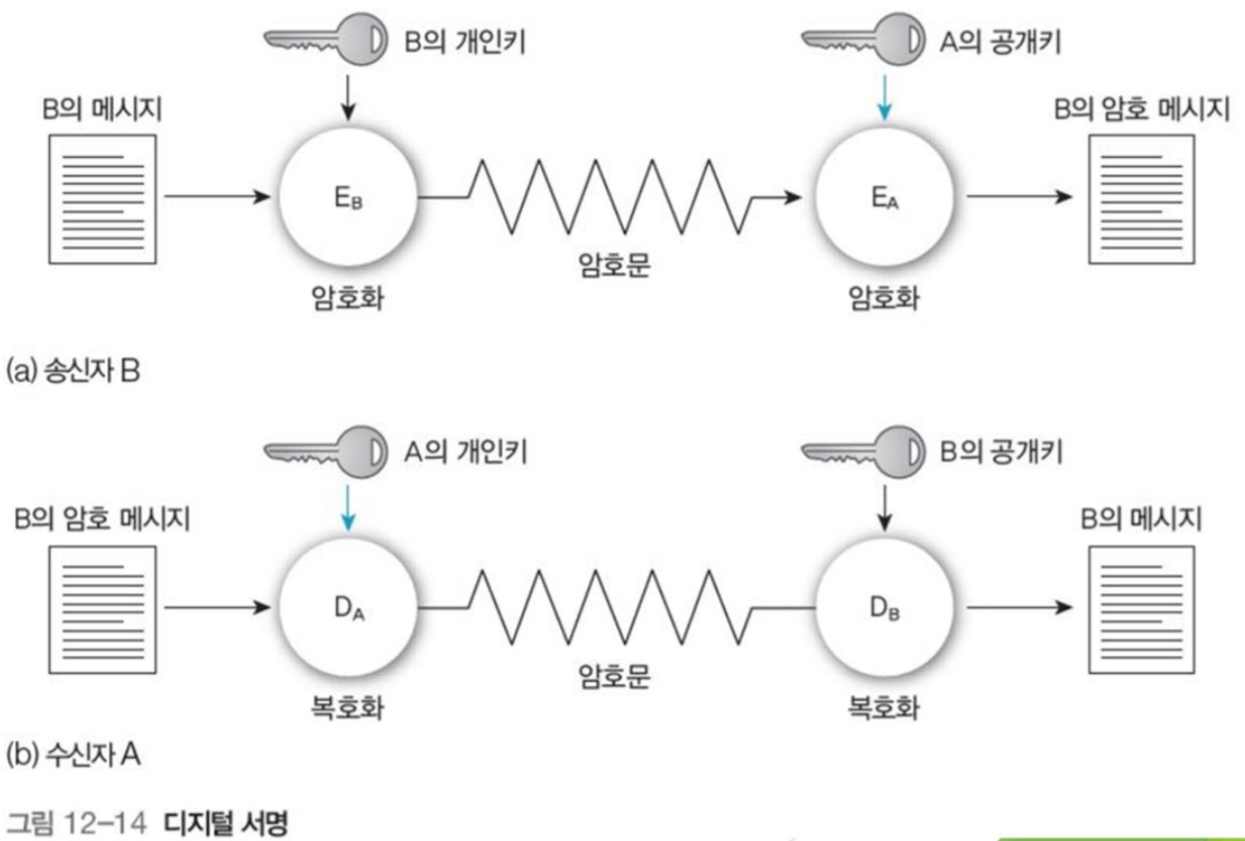 B의 개인키
A의 공개키
B의 메시지
B의 암호 메시지
E_B
E_A
암호문
암호화
암호화
(a) 송신자 B
A의 개인키
B의 공개키
B의 암호 메시지
B의 메시지
D_A
D_B
암호문
복호화
복호화
(b) 수신자 A
그림 12-14 디지털 서명